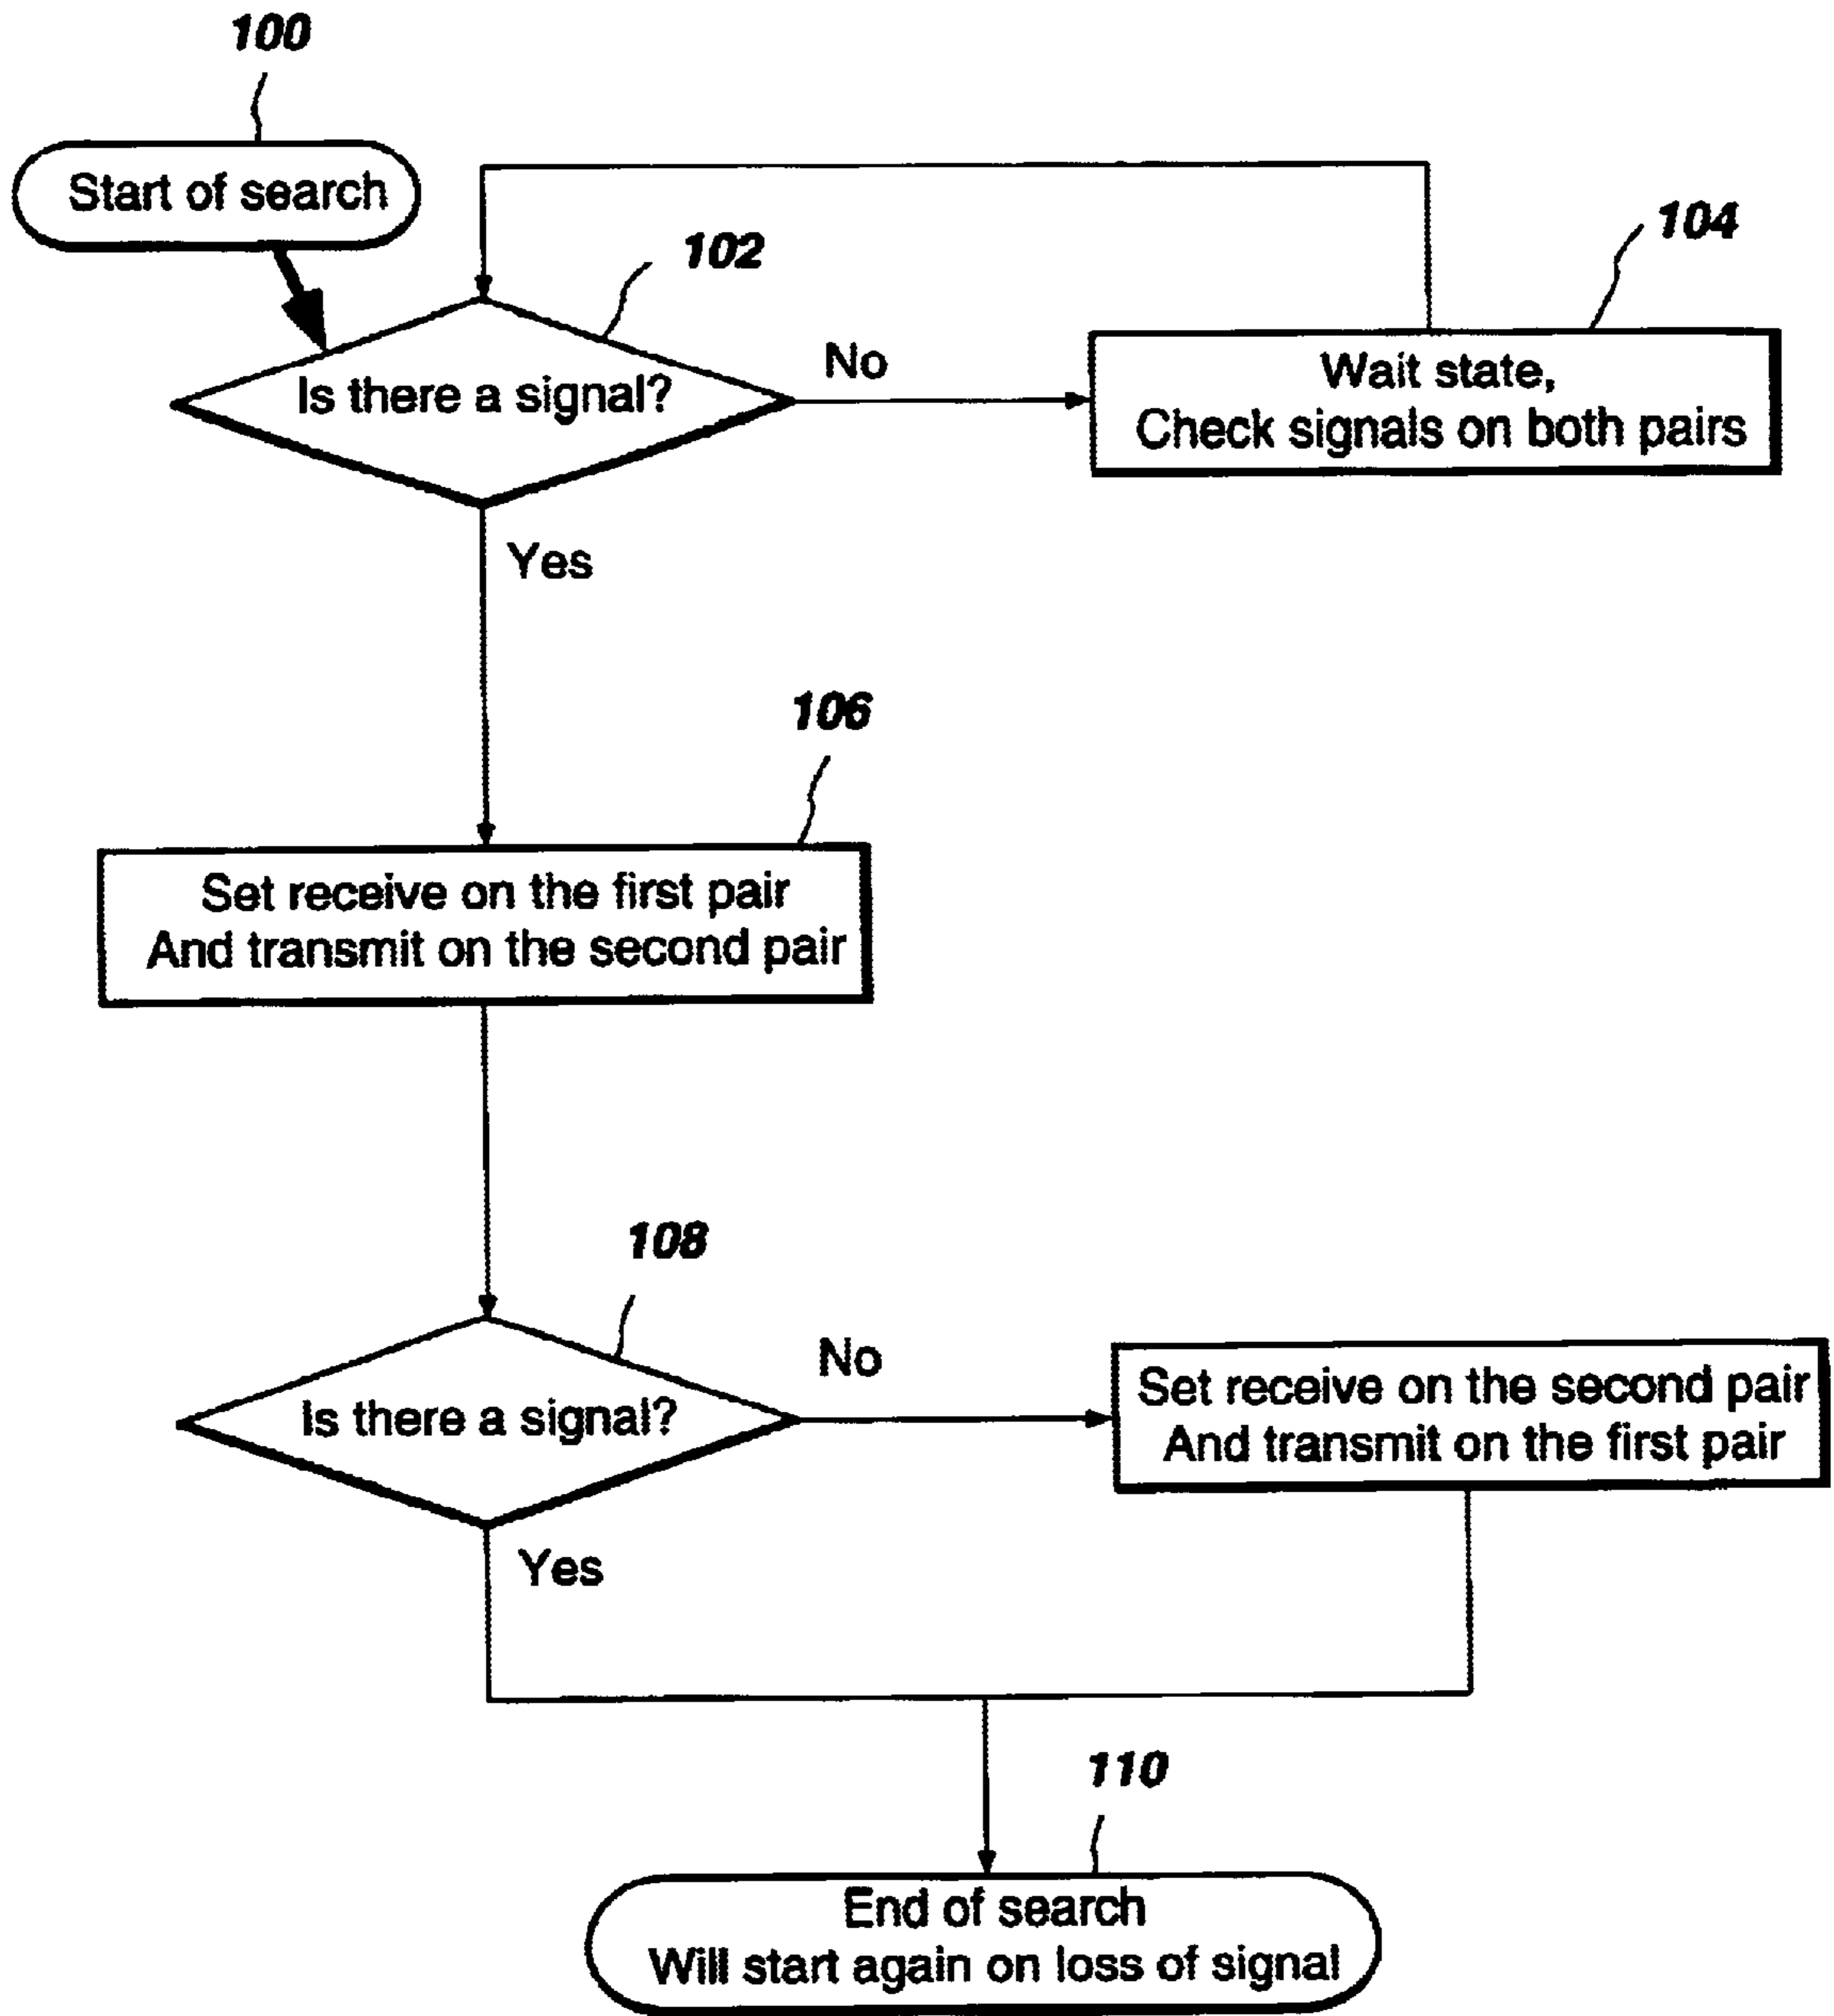 100
Start of search
102
104
Is there a signal?
No
Wait state,
Check signals on both pairs
Yes
106
Set receive on the first pair
And transmit on the second pair
108
Is there a signal?
No
Set receive on the second pair
And transmit on the first pair
Yes
110
End of search
Will start again on loss of signal